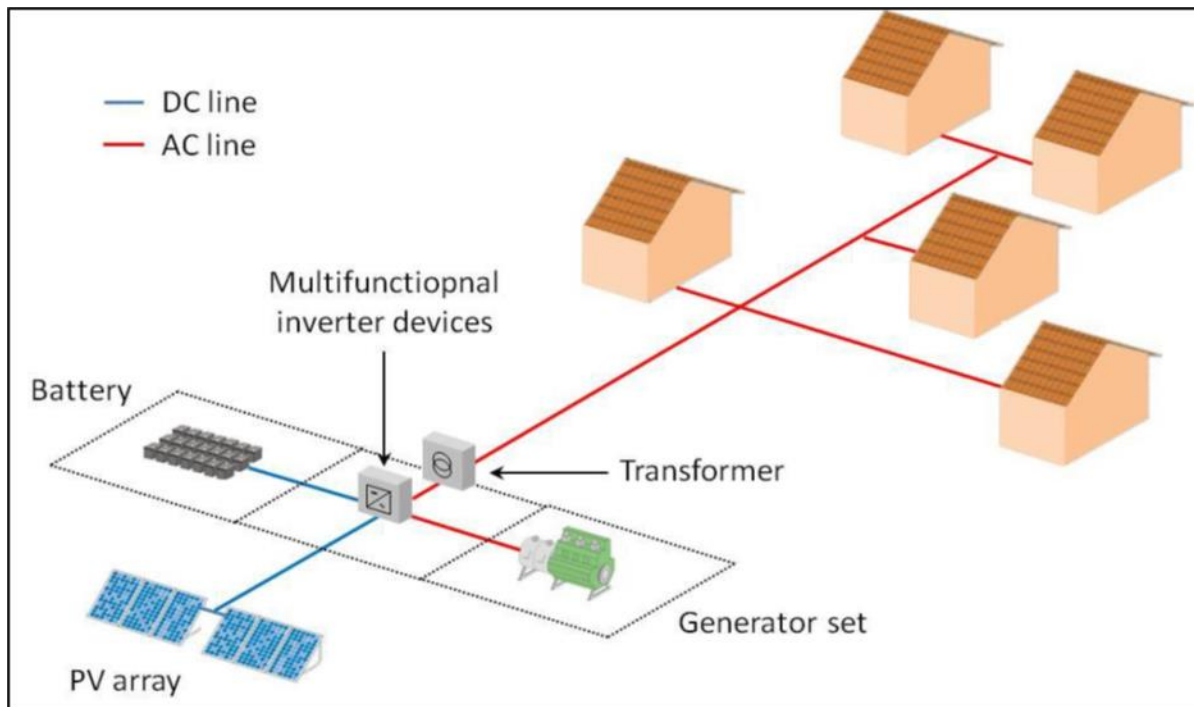 DC line
AC line
Multifunctiopnal
inverter devices
Battery
Transformer
Generator set
PV array